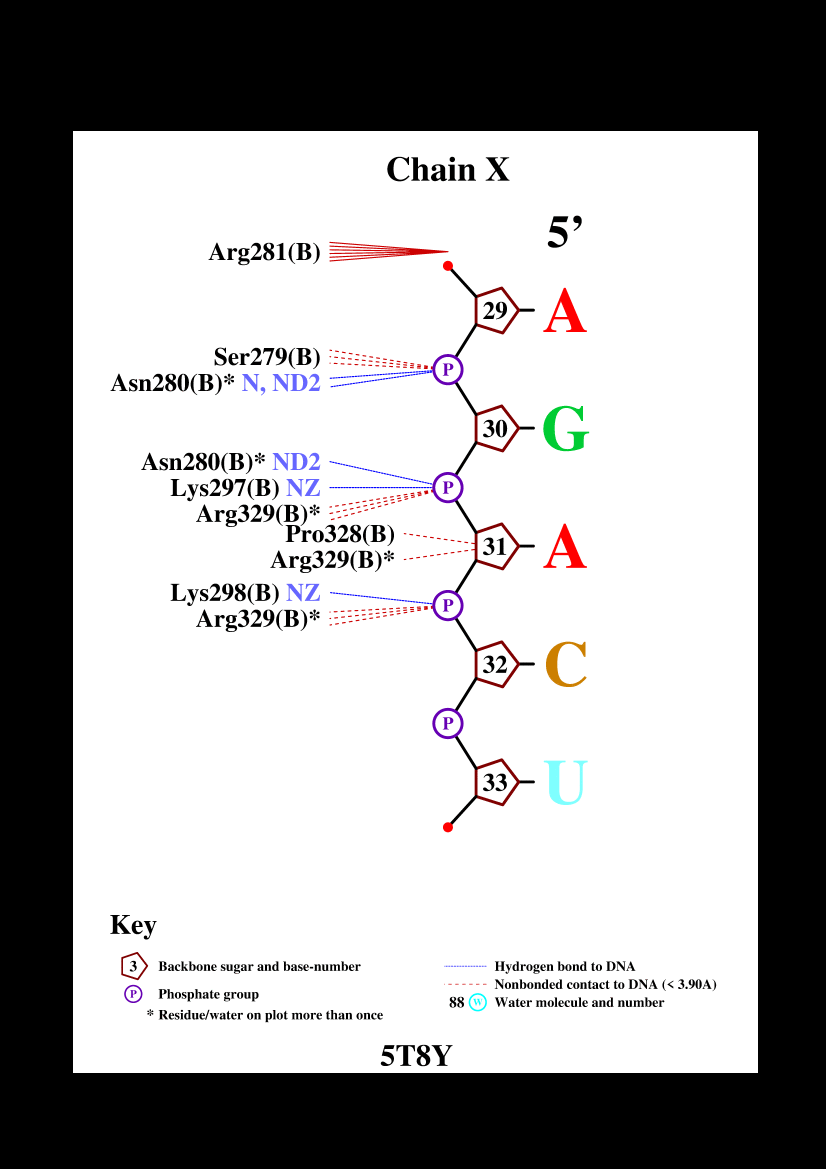 Chain X
5’
Arg281(B)
29 A
Ser279(B)
P
Asn280(B)* N, ND2
30 G
Asn280(B)* ND2
Lys297(B) NZ
P
Arg329(B)*
Pro328(B)
31 A
Arg329(B)*
Lys298(B) NZ
P
Arg329(B)*
32 C
P
33 U
Key
3 Backbone sugar and base-number
P Phosphate group
* Residue/water on plot more than once
Hydrogen bond to DNA
Nonbonded contact to DNA (< 3.90A)
88 W Water molecule and number
5T8Y